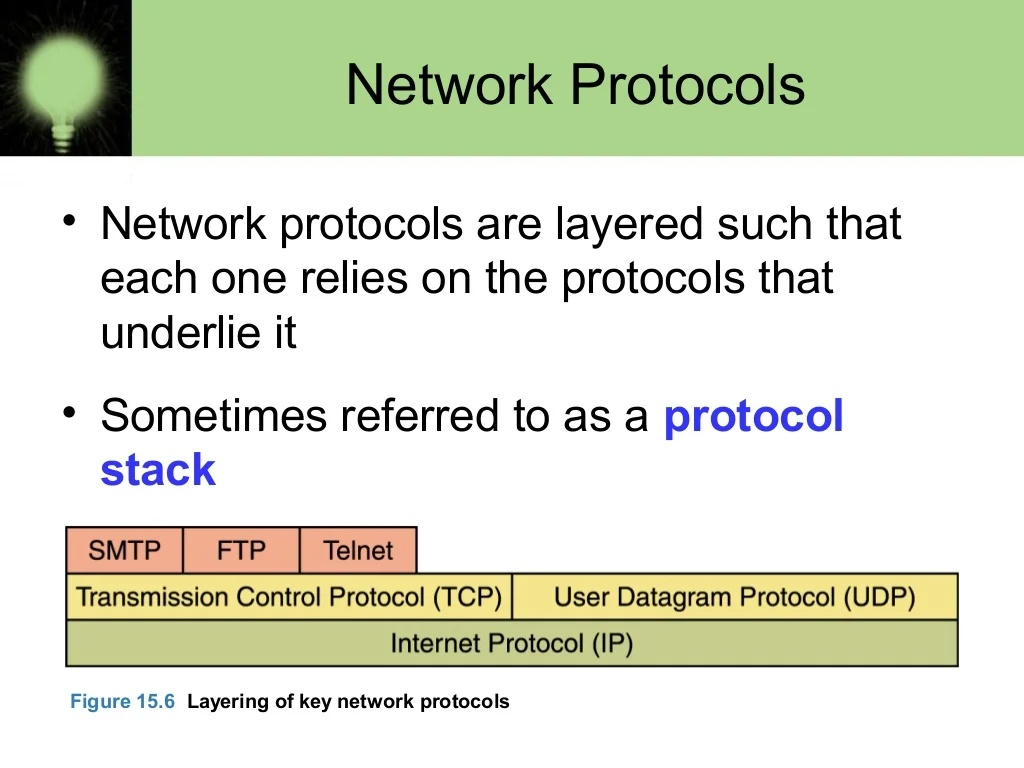 Network Protocols
• Network protocols are layered such that
each one relies on the protocols that
underlie it
• Sometimes referred to as a protocol
stack
SMTP FTP Telnet
Transmission Control Protocol (TCP) User Datagram Protocol (UDP)
Internet Protocol (IP)
Figure 15.6 Layering of key network protocols